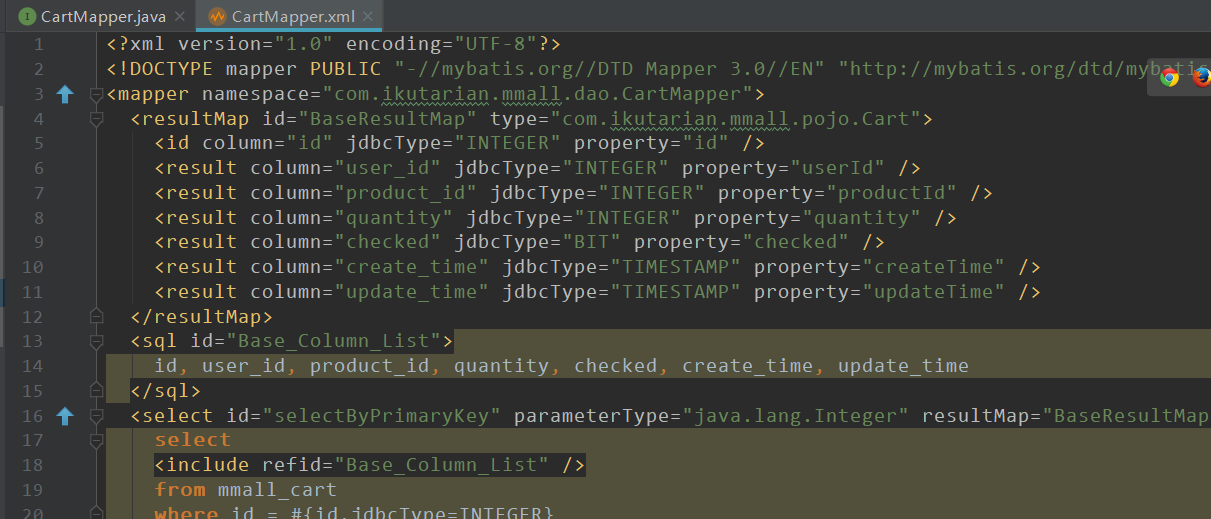 CartMapper.java CartMapper.xml
1 <?xml version="1.0" encoding="UTF-8"?>
2 <!DOCTYPE mapper PUBLIC "-//mybatis.org//DTD Mapper 3.0//EN" "http://mybatis.org/dtd/mybatis
3 <mapper namespace="com.ikutarian.mmall.dao.CartMapper">
4 <resultMap id="BaseResultMap" type="com.ikutarian.mmall.pojo.Cart">
5 <id column="id" jdbcType="INTEGER" property="id" />
6 <result column="user_id" jdbcType="INTEGER" property="userId" />
7 <result column="product_id" jdbcType="INTEGER" property="productId" />
8 <result column="quantity" jdbcType="INTEGER" property="quantity" />
9 <result column="checked" jdbcType="BIT" property="checked" />
10 <result column="create_time" jdbcType="TIMESTAMP" property="createTime" />
11 <result column="update_time" jdbcType="TIMESTAMP" property="updateTime" />
12 </resultMap>
13 <sql id="Base_Column_List">
14 id, user_id, product_id, quantity, checked, create_time, update_time
15 </sql>
16 <select id="selectByPrimaryKey" parameterType="java.lang.Integer" resultMap="BaseResultMap
17 select
18 <include refid="Base_Column_List" />
19 from mmall_cart
20 where id = #{id,jdbcType=INTEGER}